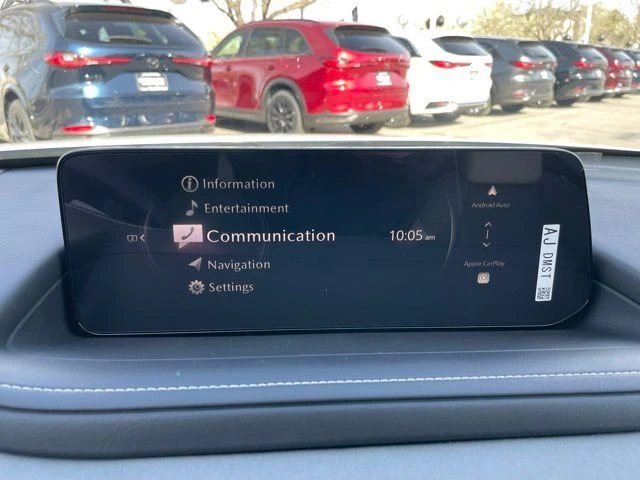 Information
Entertainment
Communication
10:05 am
Navigation
Settings
Android Auto
Apple CarPlay
AJ DMST